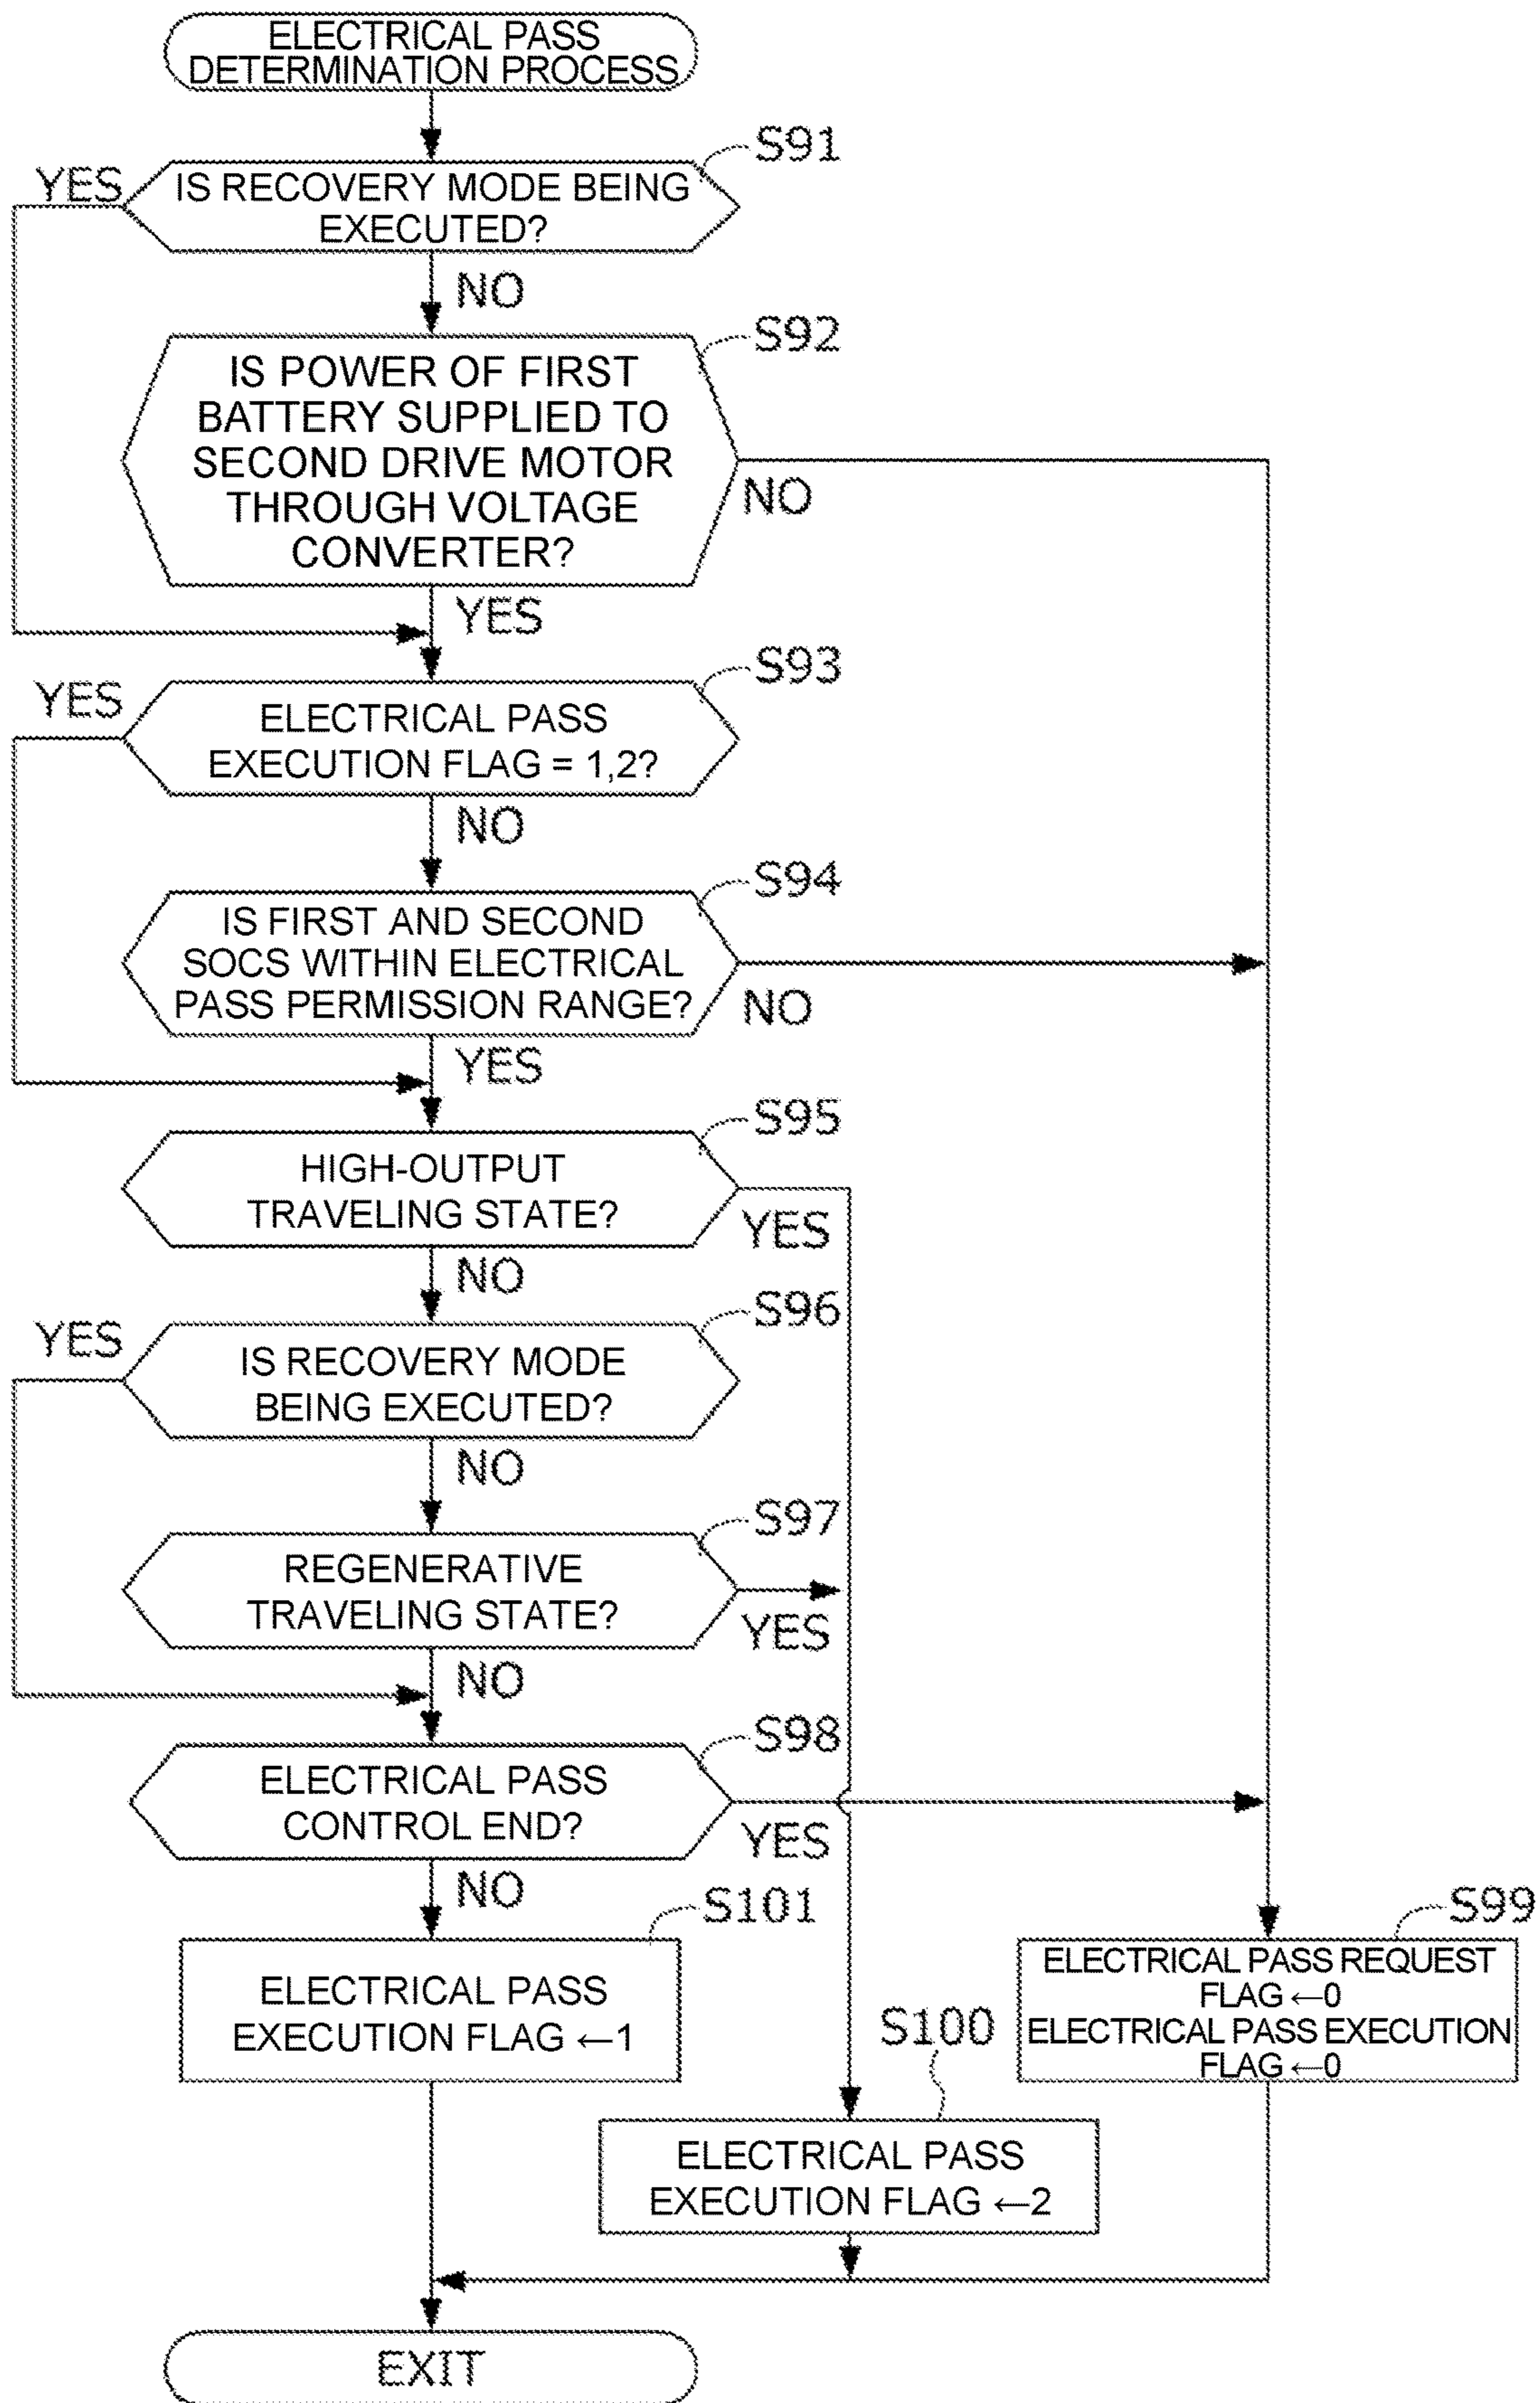 ELECTRICAL PASS
DETERMINATION PROCESS
S91
YES
IS RECOVERY MODE BEING
EXECUTED?
NO
S92
IS POWER OF FIRST
BATTERY SUPPLIED TO
SECOND DRIVE MOTOR
THROUGH VOLTAGE
CONVERTER?
NO
YES
S93
YES
ELECTRICAL PASS
EXECUTION FLAG = 1,2?
NO
S94
IS FIRST AND SECOND
SOCS WITHIN ELECTRICAL
PASS PERMISSION RANGE?
NO
YES
S95
HIGH-OUTPUT
TRAVELING STATE?
YES
NO
S96
YES
IS RECOVERY MODE
BEING EXECUTED?
NO
S97
REGENERATIVE
TRAVELING STATE?
YES
NO
S98
ELECTRICAL PASS
CONTROL END?
YES
NO
S101
ELECTRICAL PASS
EXECUTION FLAG ←1
S99
ELECTRICAL PASS REQUEST
FLAG ←0
ELECTRICAL PASS EXECUTION
FLAG ←0
S100
ELECTRICAL PASS
EXECUTION FLAG ←2
EXIT